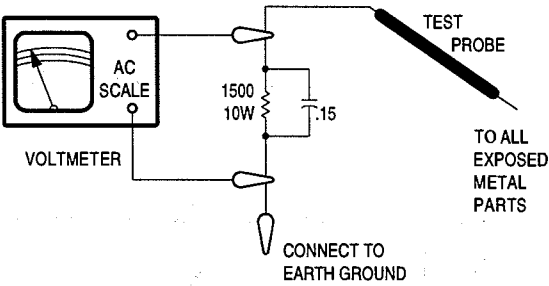 TEST
PROBE
AC
SCALE
1500
10W
.15
VOLTMETER
TO ALL
EXPOSED
METAL
PARTS
CONNECT TO
EARTH GROUND